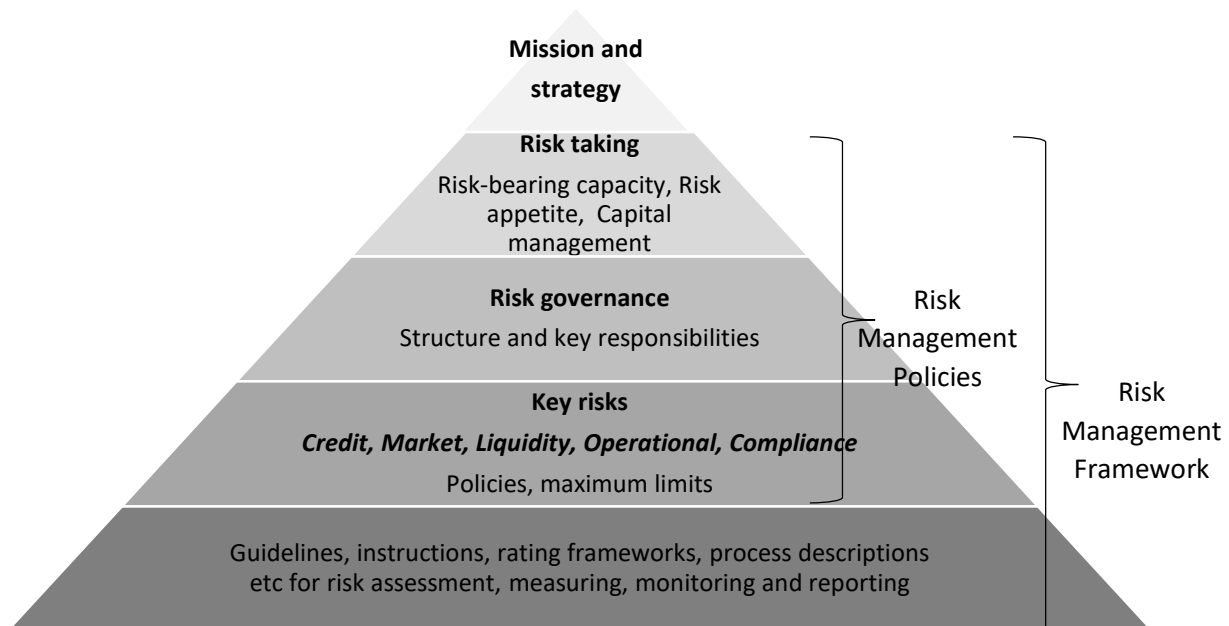 Mission and
strategy
Risk taking
Risk-bearing capacity, Risk
appetite,  Capital
management
Risk governance
Structure and key responsibilities
Key risks
Credit, Market, Liquidity, Operational, Compliance
Policies, maximum limits
Guidelines, instructions, rating frameworks, process descriptions
etc for risk assessment, measuring, monitoring and reporting
Risk
Management
Policies
Risk
Management
Framework